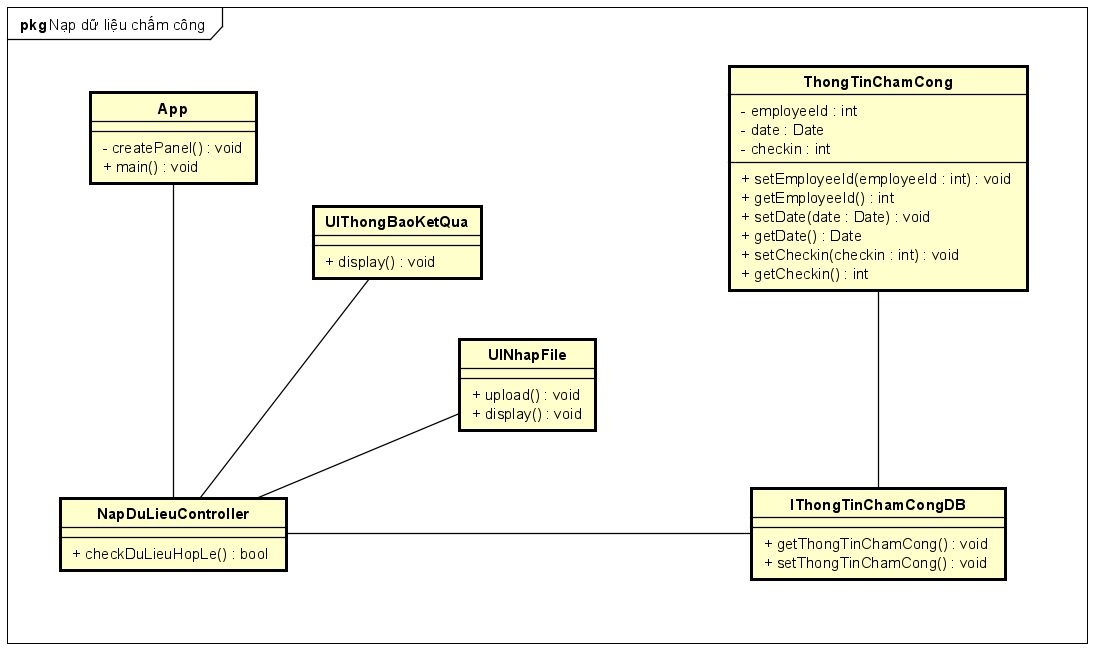 pkg Nạp dữ liệu chấm công
App
- createPanel() : void
+ main() : void
ThongTinChamCong
- employeeId : int
- date : Date
- checkin : int
+ setEmployeeId(employeeId : int) : void
+ getEmployeeId() : int
+ setDate(date : Date) : void
+ getDate() : Date
+ setCheckin(checkin : int) : void
+ getCheckin() : int
UIThongBaoKetQua
+ display() : void
UINhapFile
+ upload() : void
+ display() : void
NapDuLieuController
+ checkDuLieuHopLe() : bool
IThongTinChamCongDB
+ getThongTinChamCong() : void
+ setThongTinChamCong() : void